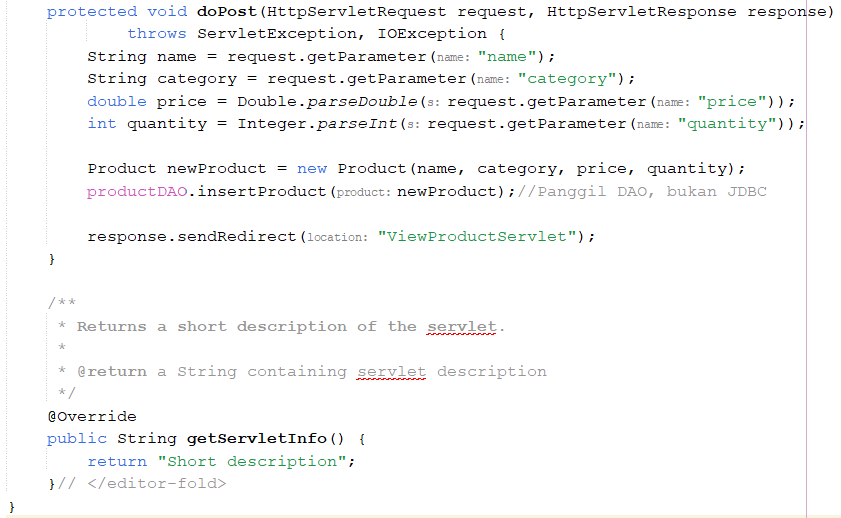 protected void doPost(HttpServletRequest request, HttpServletResponse response)
throws ServletException, IOException {
String name = request.getParameter(name: "name");
String category = request.getParameter(name: "category");
double price = Double.parseDouble(s: request.getParameter(name: "price"));
int quantity = Integer.parseInt(s: request.getParameter(name: "quantity"));
Product newProduct = new Product(name, category, price, quantity);
productDAO.insertProduct(product: newProduct);//Panggil DAO, bukan JDBC
response.sendRedirect(location: "ViewProductServlet");
}
/**
* Returns a short description of the servlet.
*
* @return a String containing servlet description
*/
@Override
public String getServletInfo() {
return "Short description";
}// </editor-fold>
}